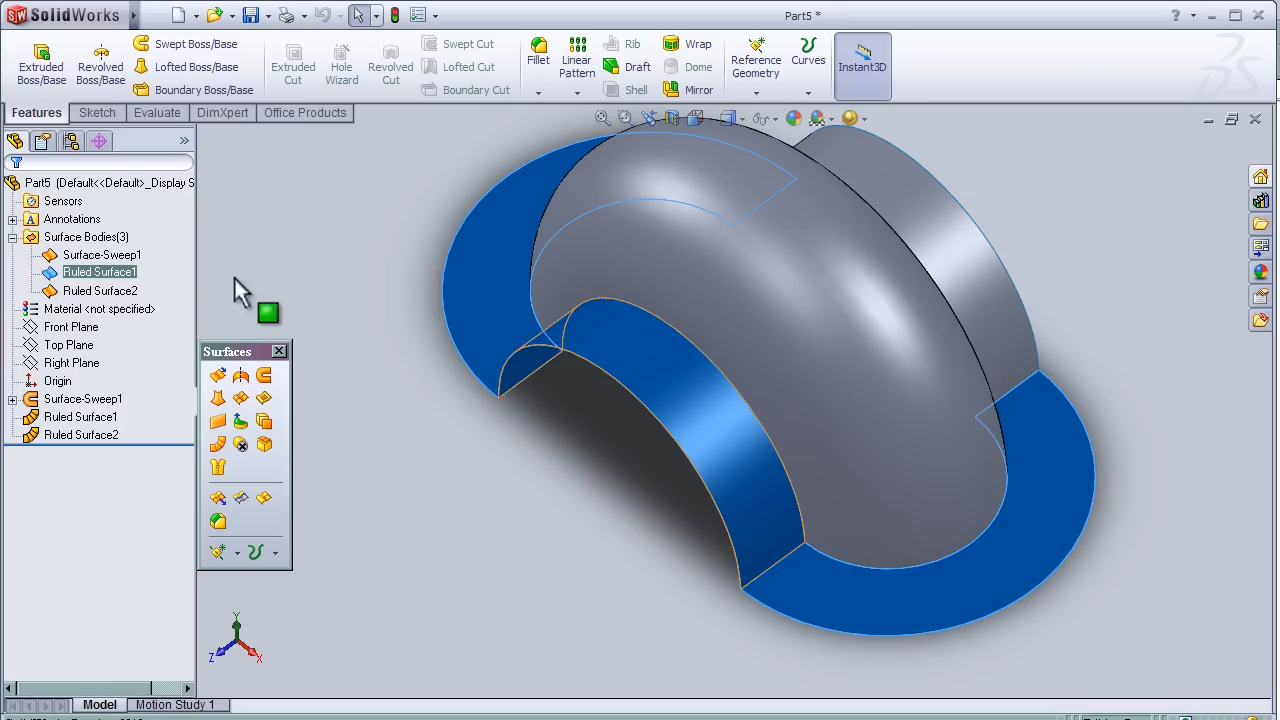 SolidWorks
Part5 *
Extruded Boss/Base
Revolved Boss/Base
Swept Boss/Base
Lofted Boss/Base
Boundary Boss/Base
Extruded Cut
Hole Wizard
Revolved Cut
Swept Cut
Lofted Cut
Boundary Cut
Fillet
Linear Pattern
Rib
Draft
Shell
Wrap
Dome
Mirror
Reference Geometry
Curves
Instant3D
Features
Sketch
Evaluate
DimXpert
Office Products
Part5 (Default<<Default>_Display S
Sensors
Annotations
Surface Bodies(3)
Surface-Sweep1
Ruled Surface1
Ruled Surface2
Material <not specified>
Front Plane
Top Plane
Right Plane
Origin
Surface-Sweep1
Ruled Surface1
Ruled Surface2
Surfaces
Y
Z
X
Model
Motion Study 1